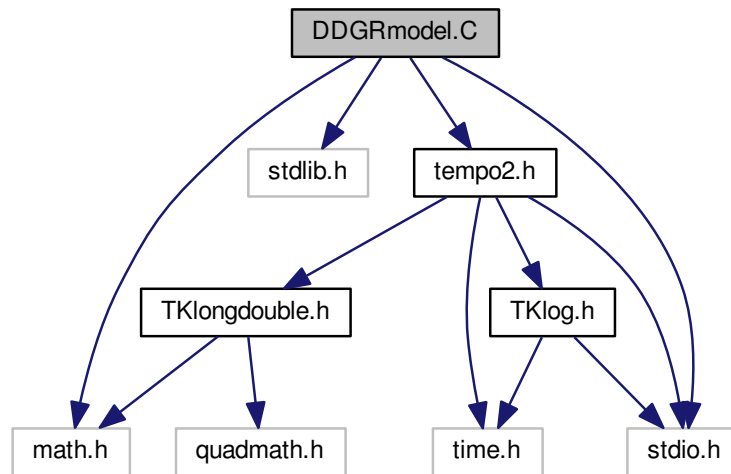 DDGRmodel.C
stdlib.h
tempo2.h
TKlongdouble.h
TKlog.h
math.h
quadmath.h
time.h
stdio.h